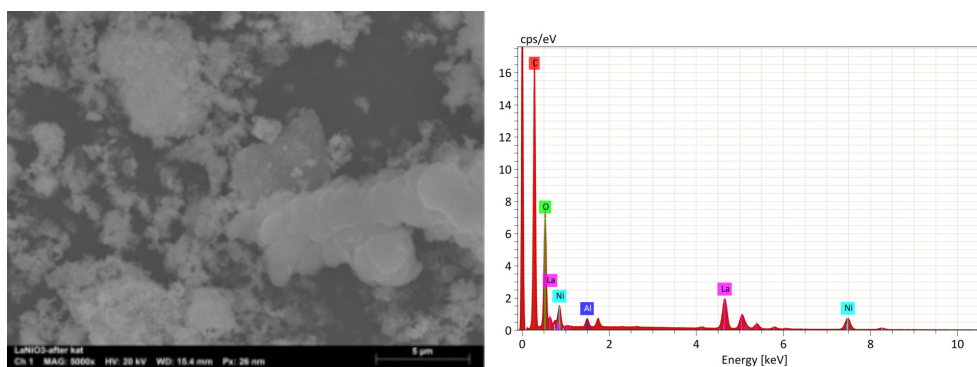 LaNiO3-after kat
Ch 1 MAG: 5000x HV: 20 kV WD: 15.4 mm Px: 26 nm
5 µm
cps/eV
16
14
12
10
8
6
4
2
0
C
O
La
Ni
Al
La
Ni
0 2 4 6 8 10
Energy [keV]